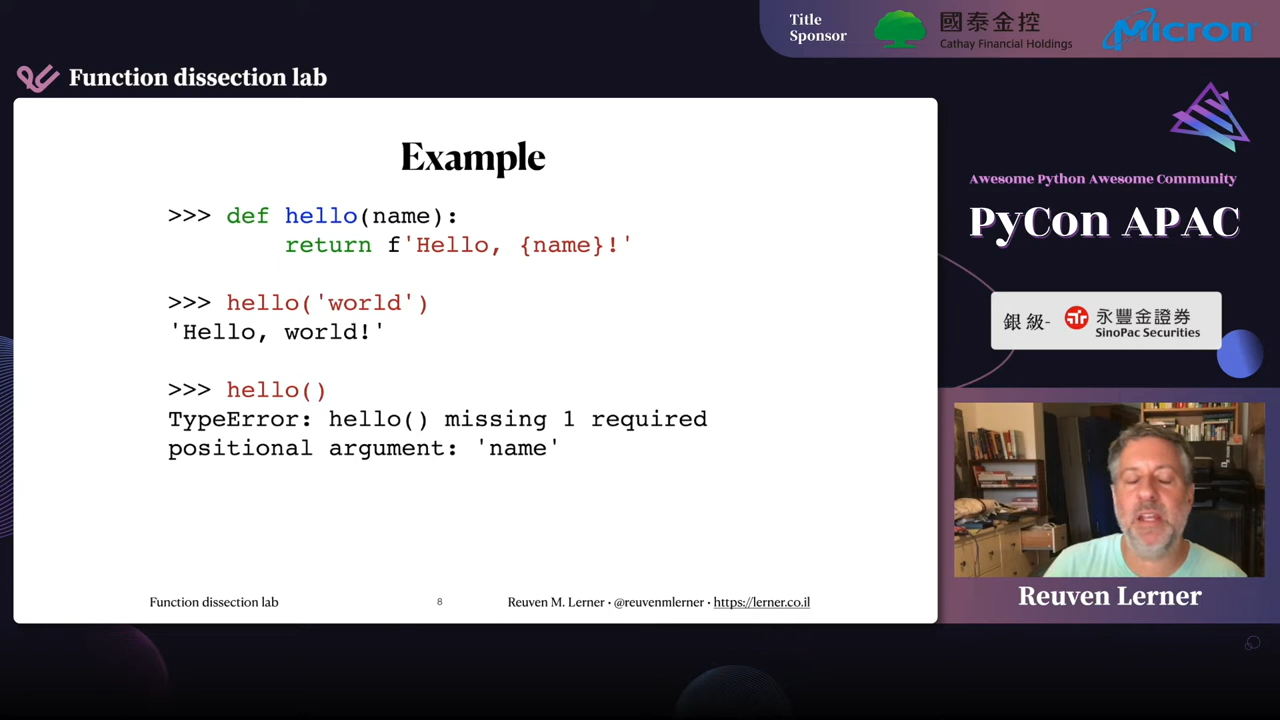 Title
Sponsor
國泰金控
Cathay Financial Holdings
Micron
Function dissection lab
Example
>>> def hello(name):
        return f'Hello, {name}!'
>>> hello('world')
'Hello, world!'
>>> hello()
TypeError: hello() missing 1 required
positional argument: 'name'
Function dissection lab
8
Reuven M. Lerner • @reuvenmlerner • https://lerner.co.il
Awesome Python Awesome Community
PyCon APAC
銀級-
永豐金證券
SinoPac Securities
Reuven Lerner